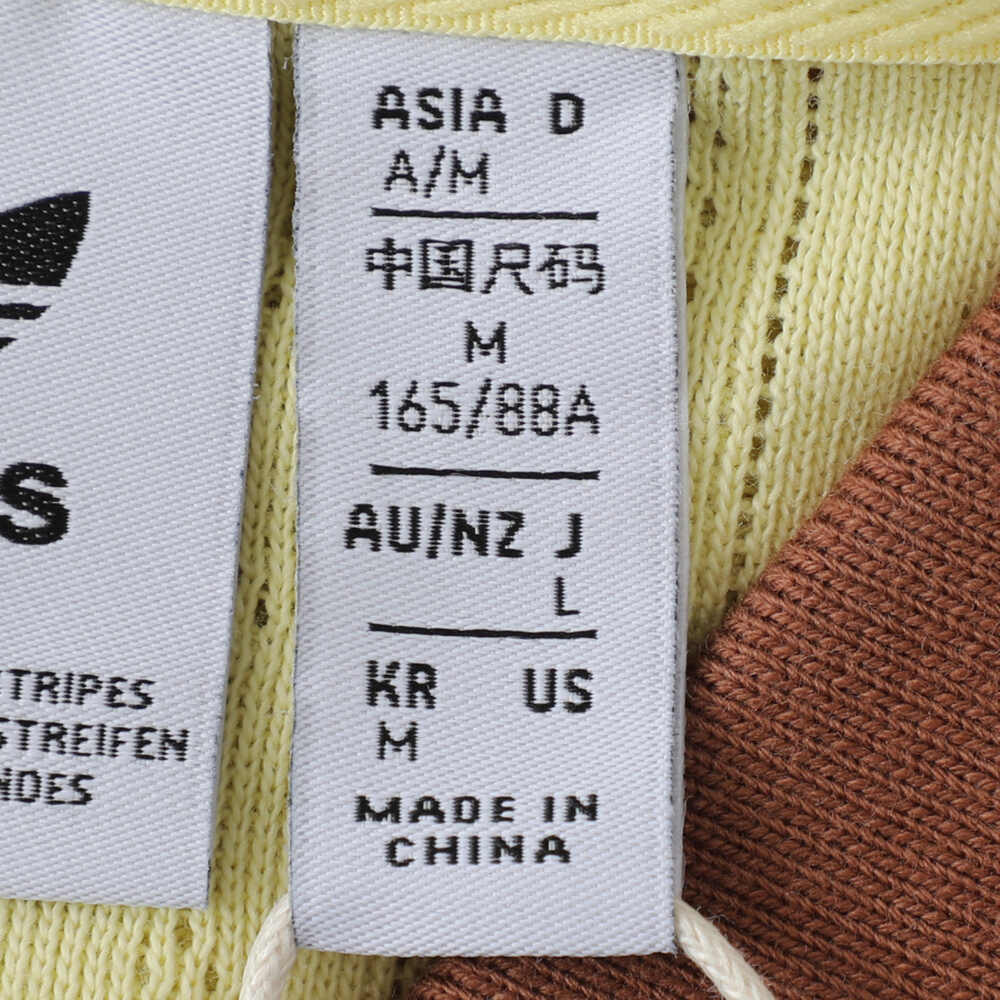 S
TRIPES
STREIFEN
NDES
ASIA D
A/M
中国尺码
M
165/88A
AU/NZ J
L
KR US
M
MADE IN
CHINA